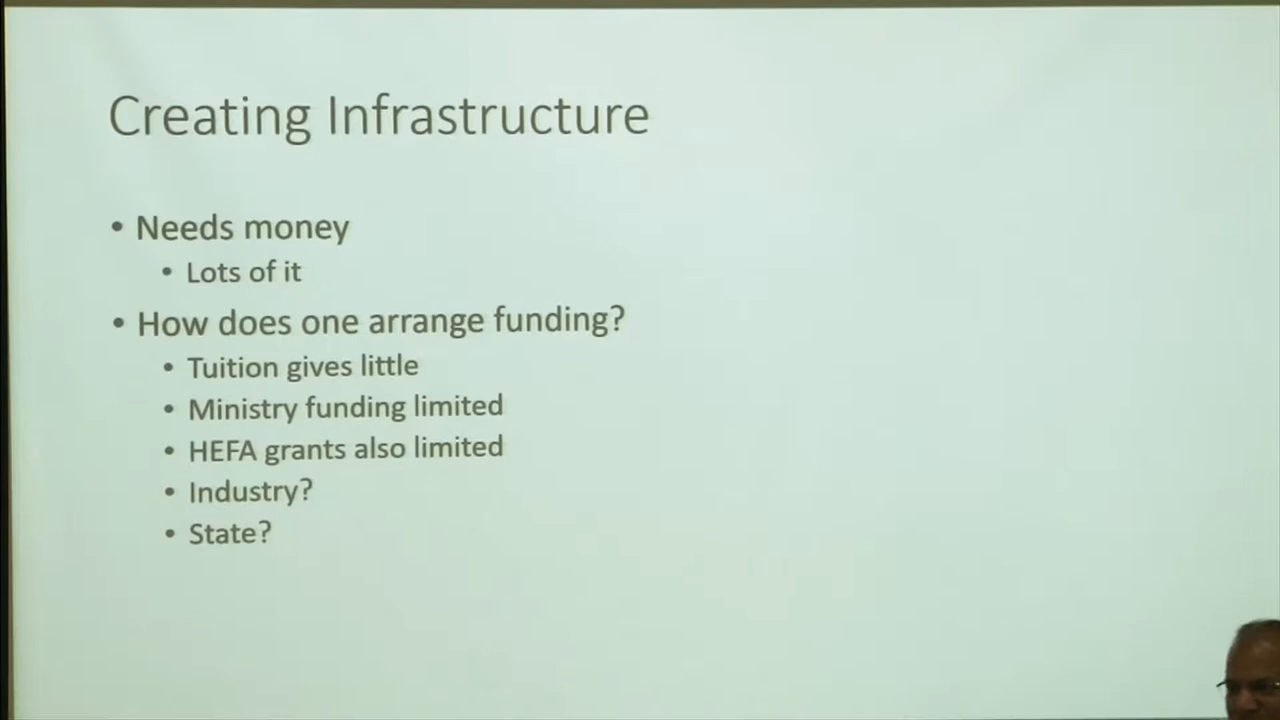 Creating Infrastructure
• Needs money
• Lots of it
• How does one arrange funding?
• Tuition gives little
• Ministry funding limited
• HEFA grants also limited
• Industry?
• State?